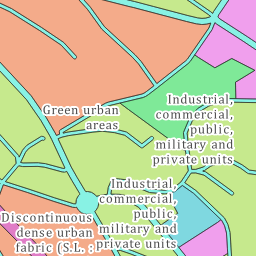 Green urban
areas
Industrial,
commercial,
public,
military and
private units
Industrial,
commercial,
public,
military and
private units
Discontinuous
dense urban
fabric (S.L. :